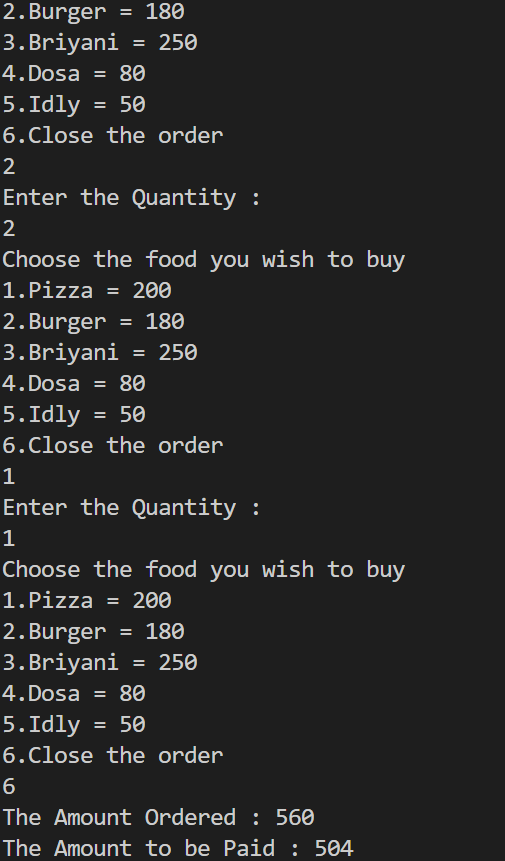 2.Burger = 180
3.Briyani = 250
4.Dosa = 80
5.Idly = 50
6.Close the order
2
Enter the Quantity :
2
Choose the food you wish to buy
1.Pizza = 200
2.Burger = 180
3.Briyani = 250
4.Dosa = 80
5.Idly = 50
6.Close the order
1
Enter the Quantity :
1
Choose the food you wish to buy
1.Pizza = 200
2.Burger = 180
3.Briyani = 250
4.Dosa = 80
5.Idly = 50
6.Close the order
6
The Amount Ordered : 560
The Amount to be Paid : 504